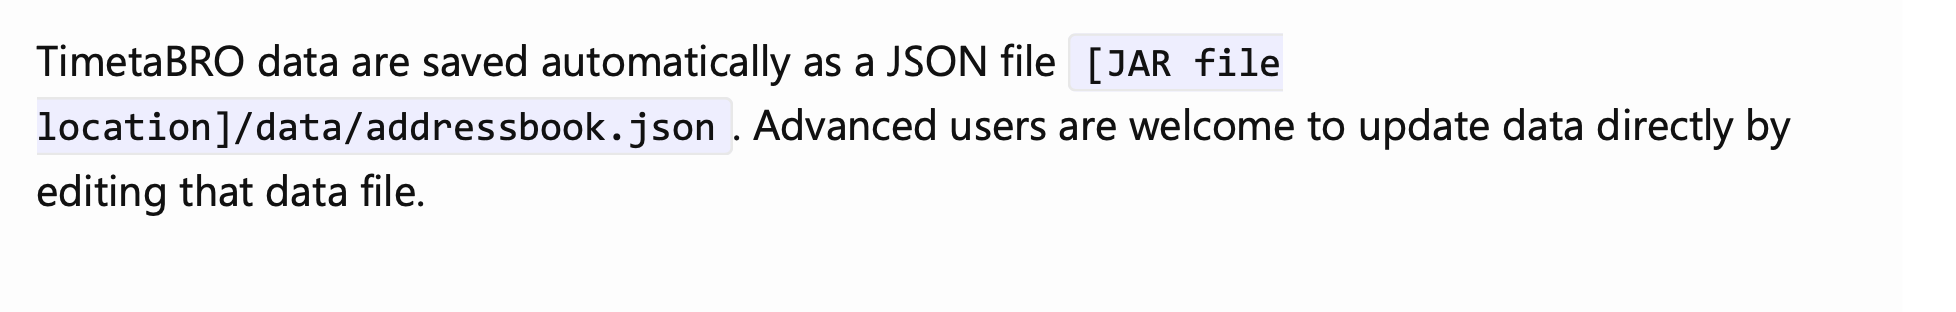 TimetaBRO data are saved automatically as a JSON file [JAR file
location]/data/addressbook.json . Advanced users are welcome to update data directly by
editing that data file.